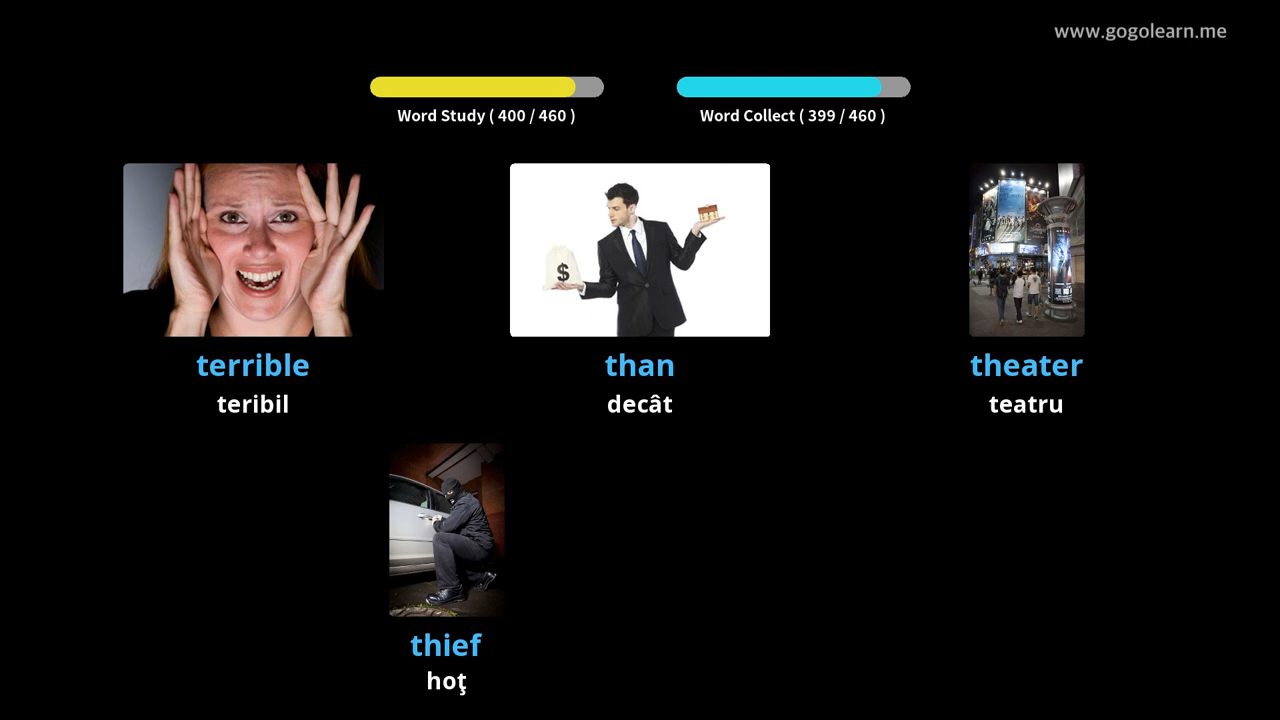 www.gogolearn.me
Word Study ( 400 / 460 )
Word Collect ( 399 / 460 )
$
terrible
teribil
than
decât
theater
teatru
thief
hoţ